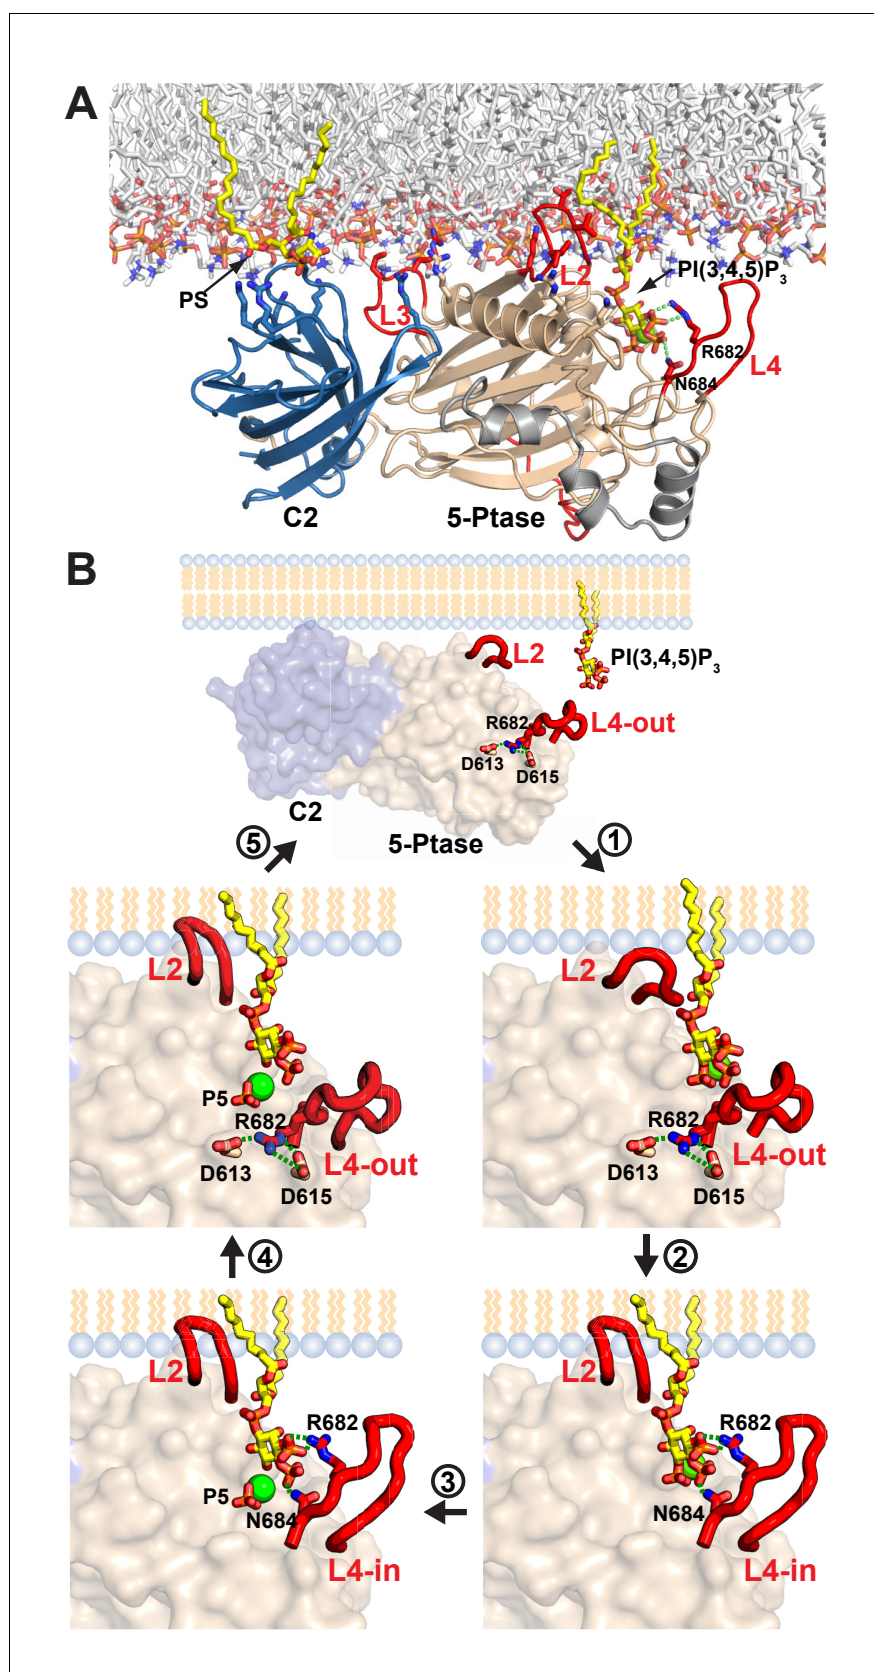 A
PS
L3
L2
PI(3,4,5)P3
R682
N684
L4
C2
5-Ptase
B
L2
PI(3,4,5)P3
R682
L4-out
D613
D615
C2
5-Ptase
5
1
L2
P5
R682
D613
L4-out
D615
L2
R682
D613
L4-out
D615
4
2
L2
R682
P5
N684
L4-in
3
L2
R682
N684
L4-in